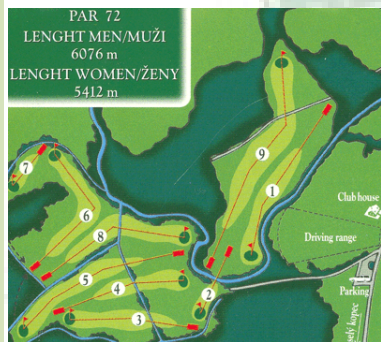 PAR 72
LENGHT MEN/MUŽI
6076 m
LENGHT WOMEN/ŽENY
5412 m
9
1
7
Club house
6
8
Driving range
5
4
2
Parking
3
kopec